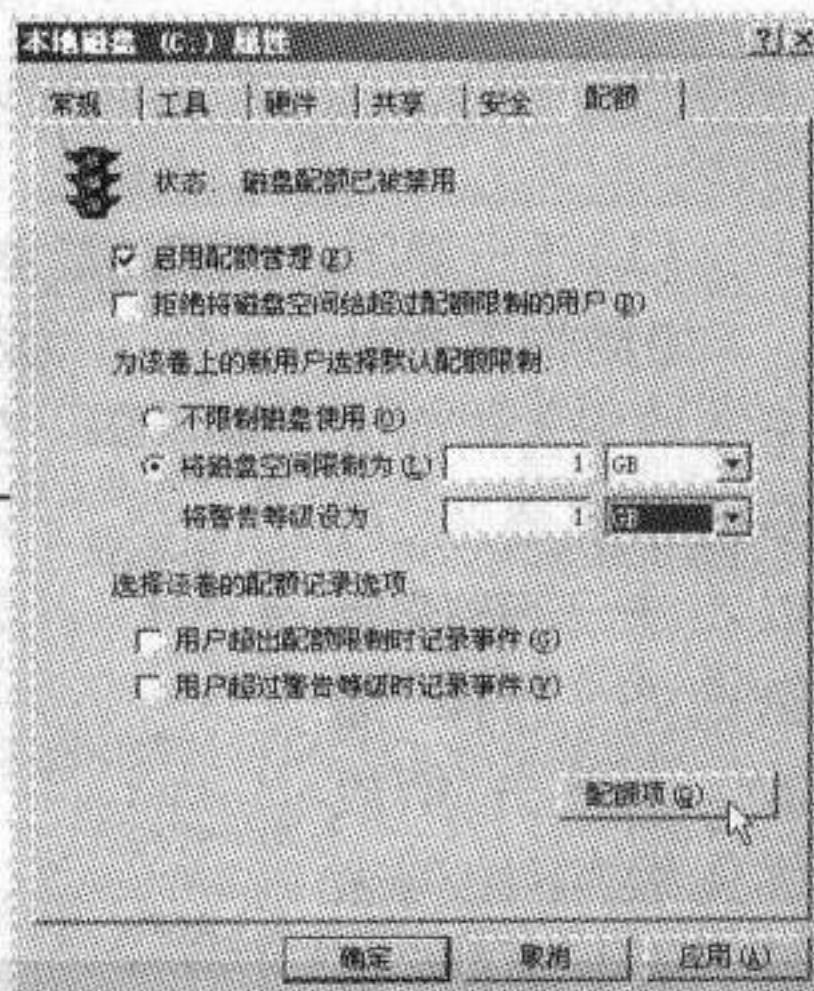 本地磁盘 (C:) 属性
常规 工具 硬件 共享 安全 配额
状态: 磁盘配额已被禁用
启用配额管理(E)
拒绝将磁盘空间给超过配额限制的用户(D)
为该卷上的新用户选择默认配额限制:
不限制磁盘使用(O)
将磁盘空间限制为(L) 1 GB
将警告等级设为 1
选择该卷的配额记录选项:
用户超出配额限制时记录事件(G)
用户超过警告等级时记录事件(V)
配额项(Q)
确定 取消 应用(A)